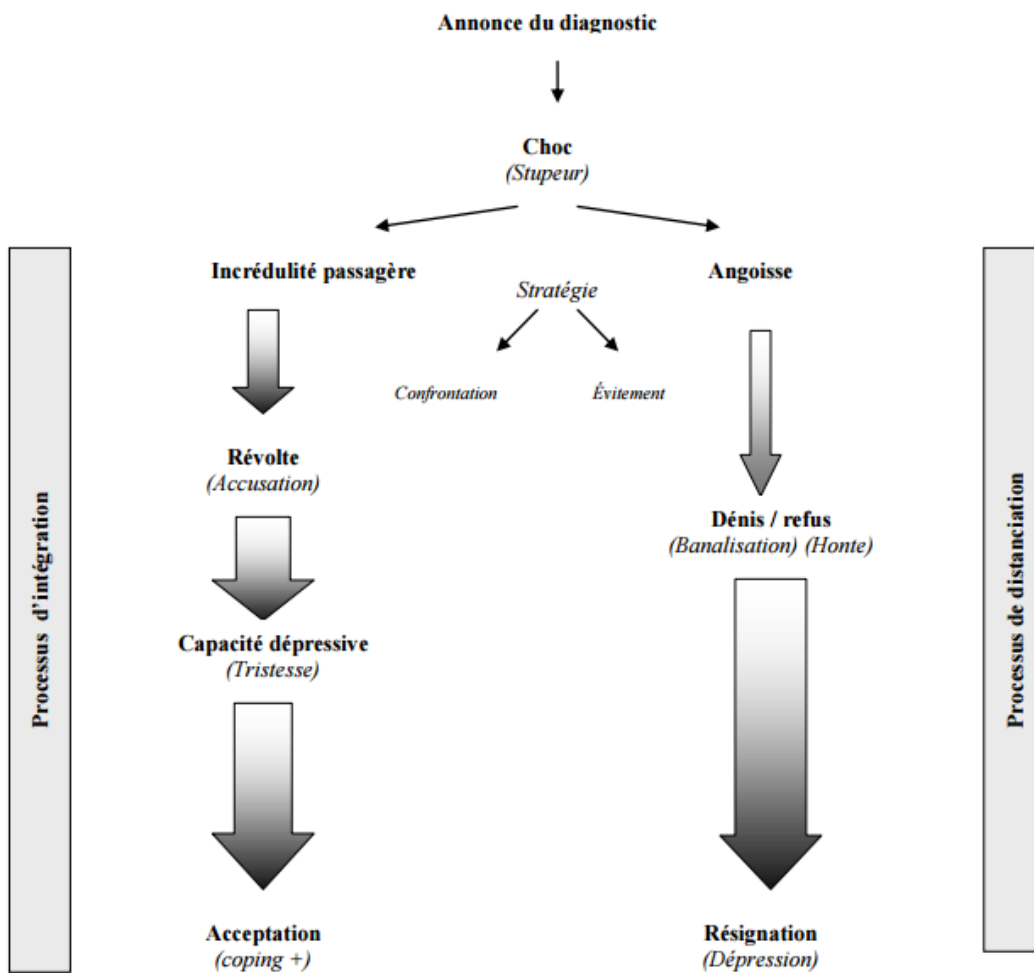 Annonce du diagnostic
Choc
(Stupeur)
Incrédulité passagère
Stratégie
Angoisse
Confrontation
Évitement
Révolte
(Accusation)
Dénis / refus
(Banalisation) (Honte)
Capacité dépressive
(Tristesse)
Acceptation
(coping +)
Résignation
(Dépression)
Processus d'intégration
Processus de distanciation